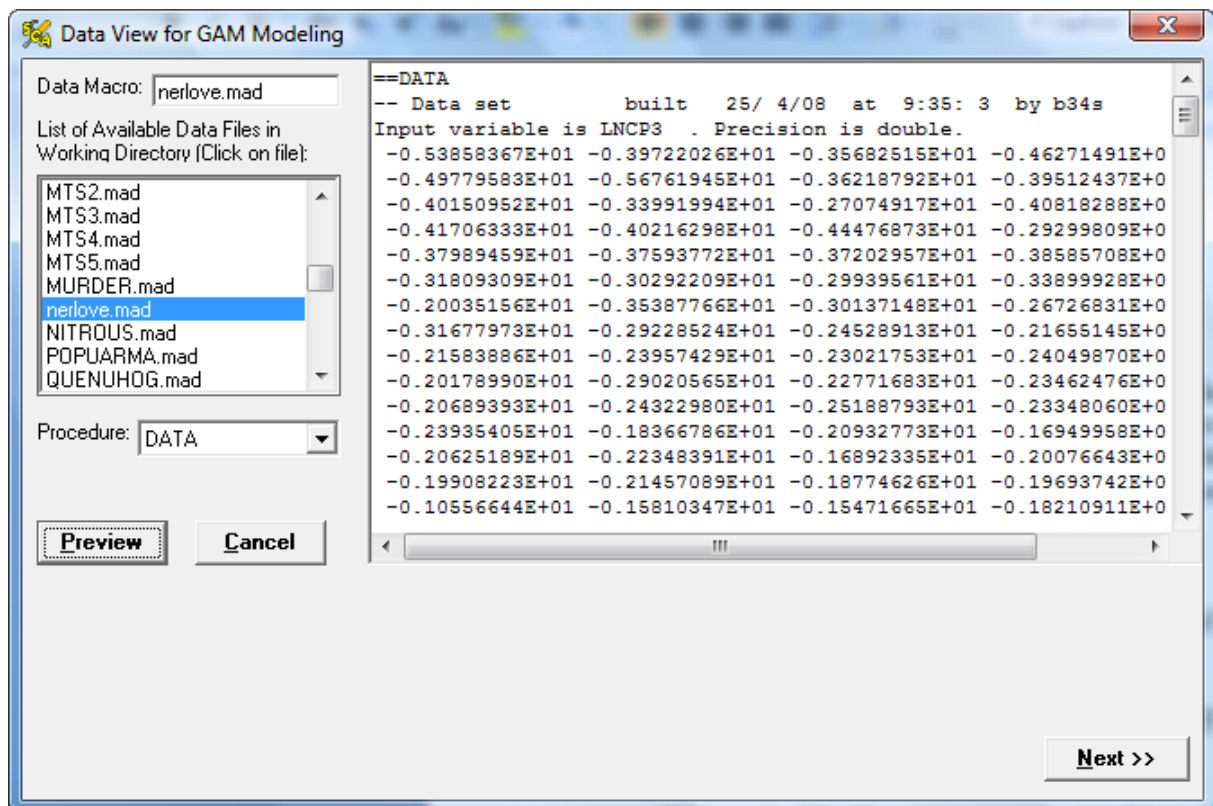 Data View for GAM Modeling
Data Macro: nerlove.mad
List of Available Data Files in
Working Directory (Click on file):
MTS2.mad
MTS3.mad
MTS4.mad
MTS5.mad
MURDER.mad
nerlove.mad
NITROUS.mad
POPUARMA.mad
QUENUHOG.mad
Procedure: DATA
Preview Cancel
==DATA
-- Data set built 25/ 4/08 at 9:35: 3 by b34s
Input variable is LNCP3 . Precision is double.
-0.53858367E+01 -0.39722026E+01 -0.35682515E+01 -0.46271491E+0
-0.49779583E+01 -0.56761945E+01 -0.36218792E+01 -0.39512437E+0
-0.40150952E+01 -0.33991994E+01 -0.27074917E+01 -0.40818288E+0
-0.41706333E+01 -0.40216298E+01 -0.44476873E+01 -0.29299809E+0
-0.37989459E+01 -0.37593772E+01 -0.37202957E+01 -0.38585708E+0
-0.31809309E+01 -0.30292209E+01 -0.29939561E+01 -0.33899928E+0
-0.20035156E+01 -0.35387766E+01 -0.30137148E+01 -0.26726831E+0
-0.31677973E+01 -0.29228524E+01 -0.24528913E+01 -0.21655145E+0
-0.21583886E+01 -0.23957429E+01 -0.23021753E+01 -0.24049870E+0
-0.20178990E+01 -0.29020565E+01 -0.22771683E+01 -0.23462476E+0
-0.20689393E+01 -0.24322980E+01 -0.25188793E+01 -0.23348060E+0
-0.23935405E+01 -0.18366786E+01 -0.20932773E+01 -0.16949958E+0
-0.20625189E+01 -0.22348391E+01 -0.16892335E+01 -0.20076643E+0
-0.19908223E+01 -0.21457089E+01 -0.18774626E+01 -0.19693742E+0
-0.10556644E+01 -0.15810347E+01 -0.15471665E+01 -0.18210911E+0
Next >>